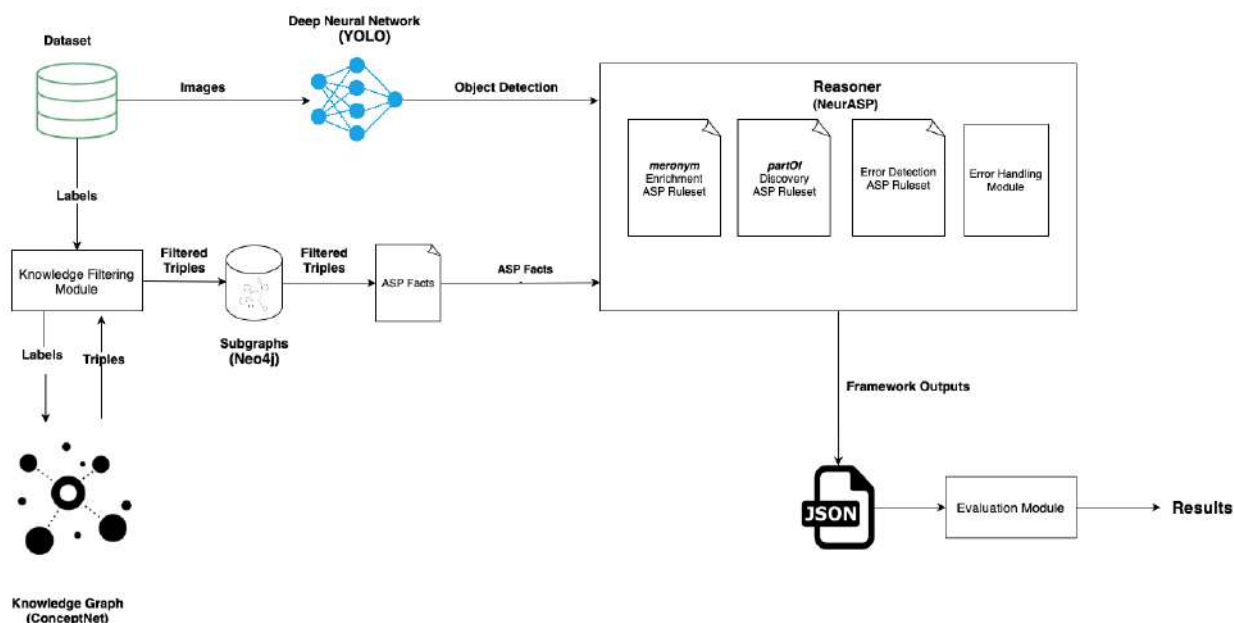 Deep Neural Network
(YOLO)
Dataset
Images
Object Detection
Reasoner
(NeurASP)
meronym
Enrichment
ASP Ruleset
partOf
Discovery
ASP Ruleset
Error Detection
ASP Ruleset
Error Handling
Module
Labels
Knowledge Filtering
Module
Filtered
Triples
Filtered
Triples
ASP Facts
ASP Facts
Subgraphs
(Neo4j)
Labels
Triples
Framework Outputs
JSON
Evaluation Module
Results
Knowledge Graph
(ConceptNet)